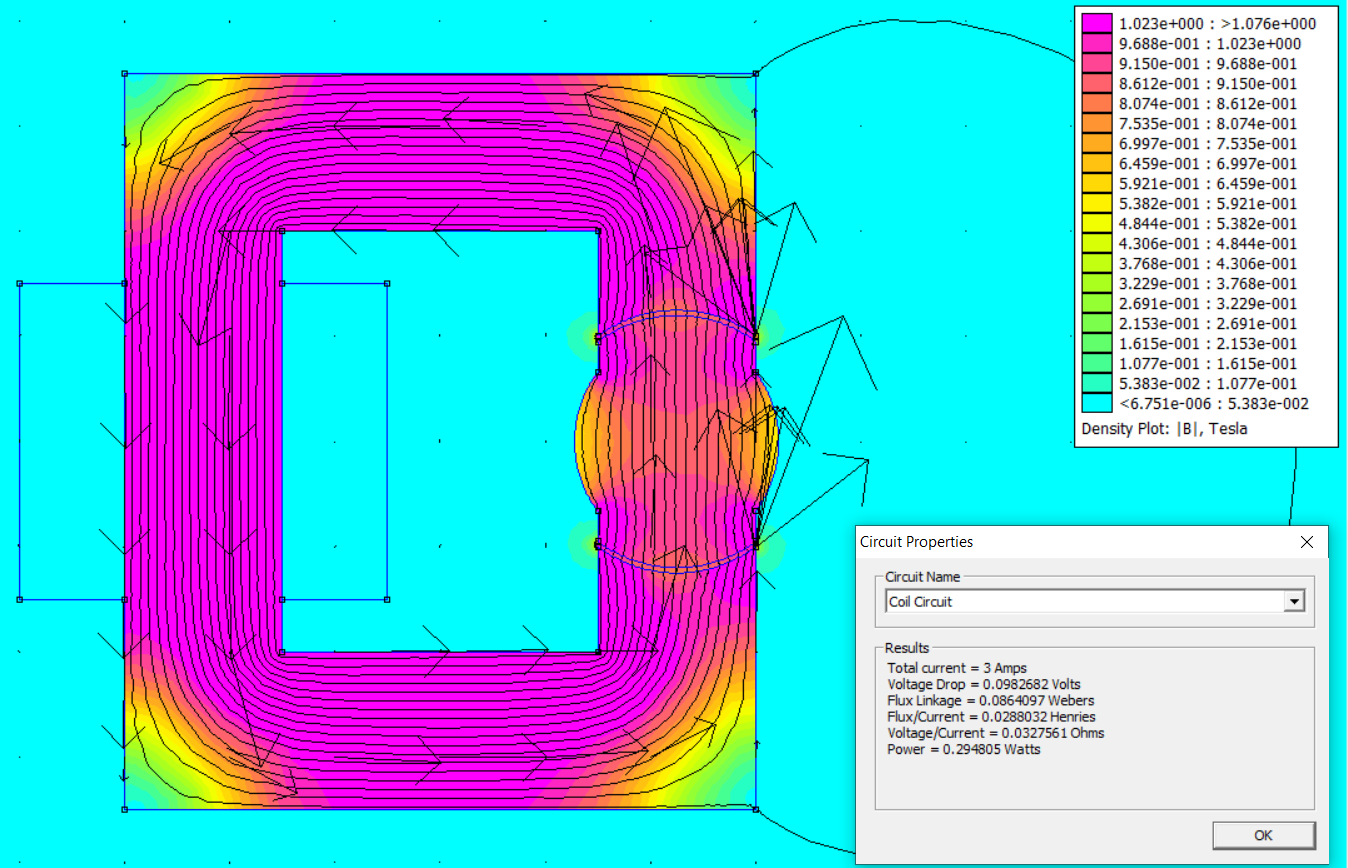 1.023e+000 : >1.076e+000
9.688e-001 : 1.023e+000
9.150e-001 : 9.688e-001
8.612e-001 : 9.150e-001
8.074e-001 : 8.612e-001
7.535e-001 : 8.074e-001
6.997e-001 : 7.535e-001
6.459e-001 : 6.997e-001
5.921e-001 : 6.459e-001
5.382e-001 : 5.921e-001
4.844e-001 : 5.382e-001
4.306e-001 : 4.844e-001
3.768e-001 : 4.306e-001
3.229e-001 : 3.768e-001
2.691e-001 : 3.229e-001
2.153e-001 : 2.691e-001
1.615e-001 : 2.153e-001
1.077e-001 : 1.615e-001
5.383e-002 : 1.077e-001
<6.751e-006 : 5.383e-002
Density Plot: |B|, Tesla
Circuit Properties
Circuit Name
Coil Circuit
Results
Total current = 3 Amps
Voltage Drop = 0.0982682 Volts
Flux Linkage = 0.0864097 Webers
Flux/Current = 0.0288032 Henries
Voltage/Current = 0.0327561 Ohms
Power = 0.294805 Watts
OK